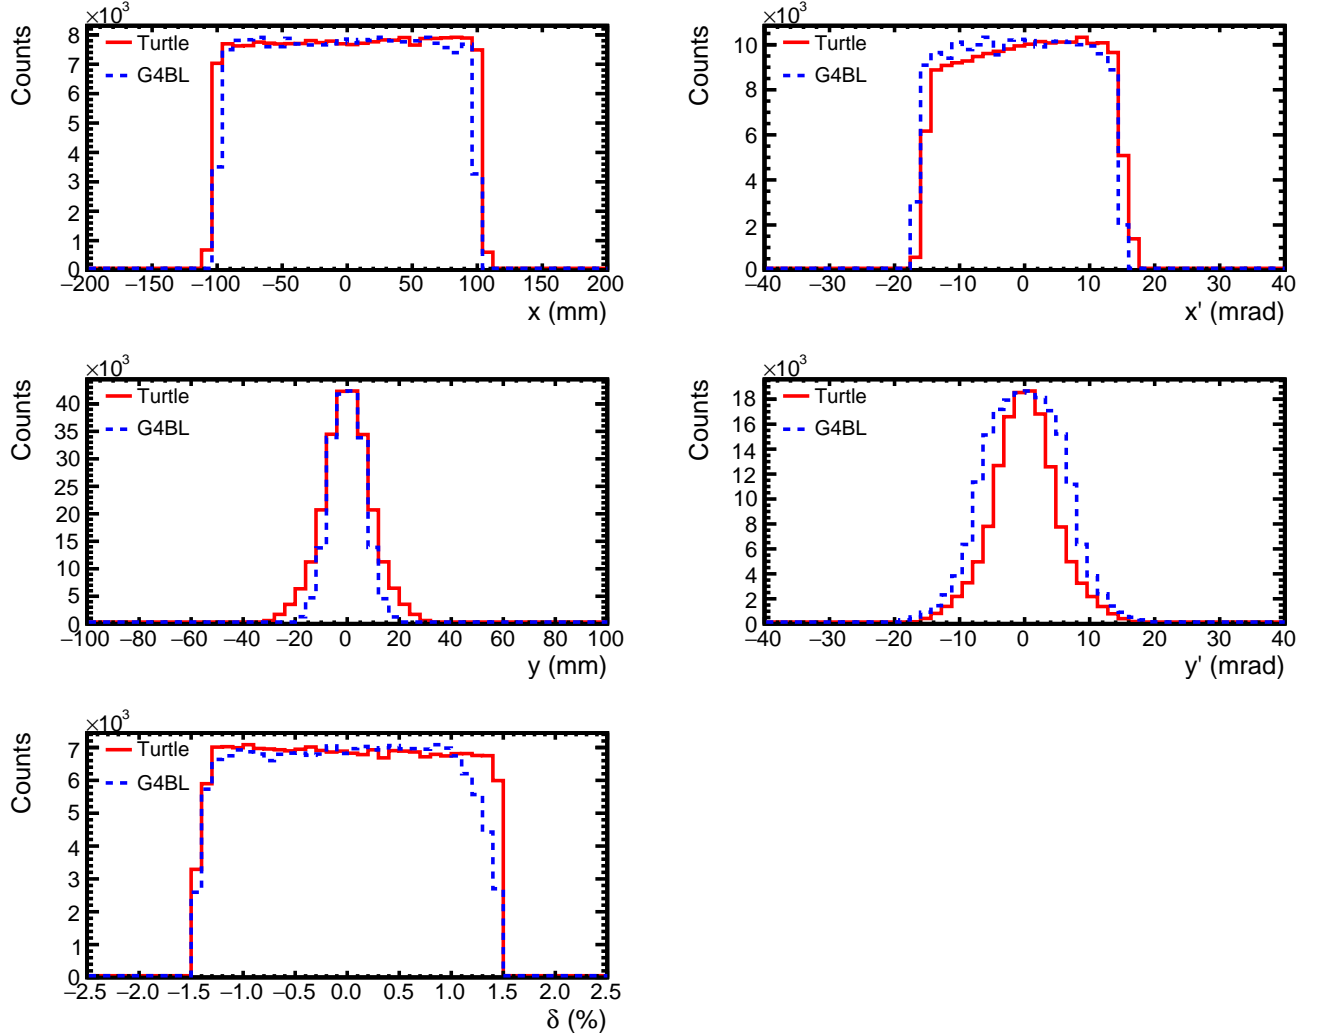 ×10³
Counts
8
7
6
5
4
3
2
1
0
Turtle
G4BL
−200 −150 −100 −50 0 50 100 150 200
x (mm)
×10³
Counts
10
8
6
4
2
0
Turtle
G4BL
−40 −30 −20 −10 0 10 20 30 40
x' (mrad)
×10³
Counts
40
35
30
25
20
15
10
5
0
Turtle
G4BL
−100 −80 −60 −40 −20 0 20 40 60 80 100
y (mm)
×10³
Counts
18
16
14
12
10
8
6
4
2
0
Turtle
G4BL
−40 −30 −20 −10 0 10 20 30 40
y' (mrad)
×10³
Counts
7
6
5
4
3
2
1
0
Turtle
G4BL
−2.5 −2.0 −1.5 −1.0 −0.5 0.0 0.5 1.0 1.5 2.0 2.5
δ (%)